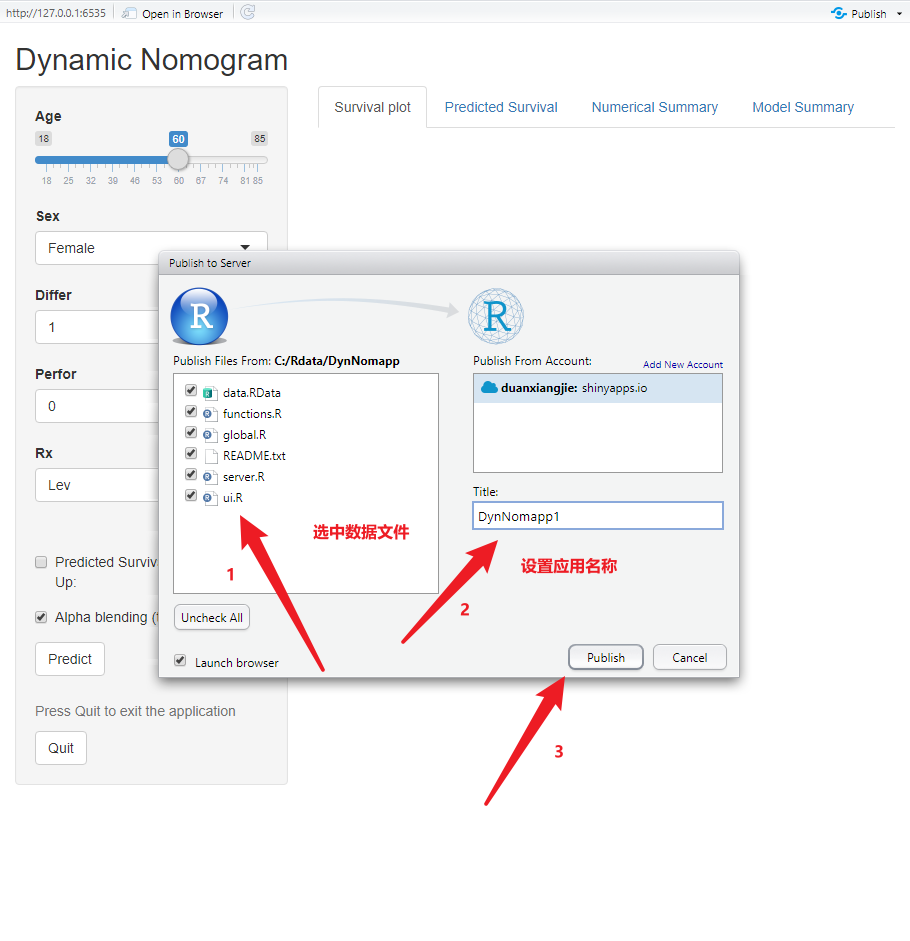 http://127.0.0.1:6535 Open in Browser Publish
Dynamic Nomogram
Survival plot Predicted Survival Numerical Summary Model Summary
Age
18 60 85
18 25 32 39 46 53 60 67 74 81 85
Sex
Female
Differ
1
Perfor
0
Rx
Lev
Predicted Surviv
Up:
Alpha blending (
Predict
Press Quit to exit the application
Quit
Publish to Server
R R
Publish Files From: C:/Rdata/DynNomapp
data.RData
functions.R
global.R
README.txt
server.R
ui.R
选中数据文件
1
Uncheck All
Launch browser
Publish From Account: Add New Account
duanxiangjie: shinyapps.io
Title:
DynNomapp1
设置应用名称
2
Publish Cancel
3